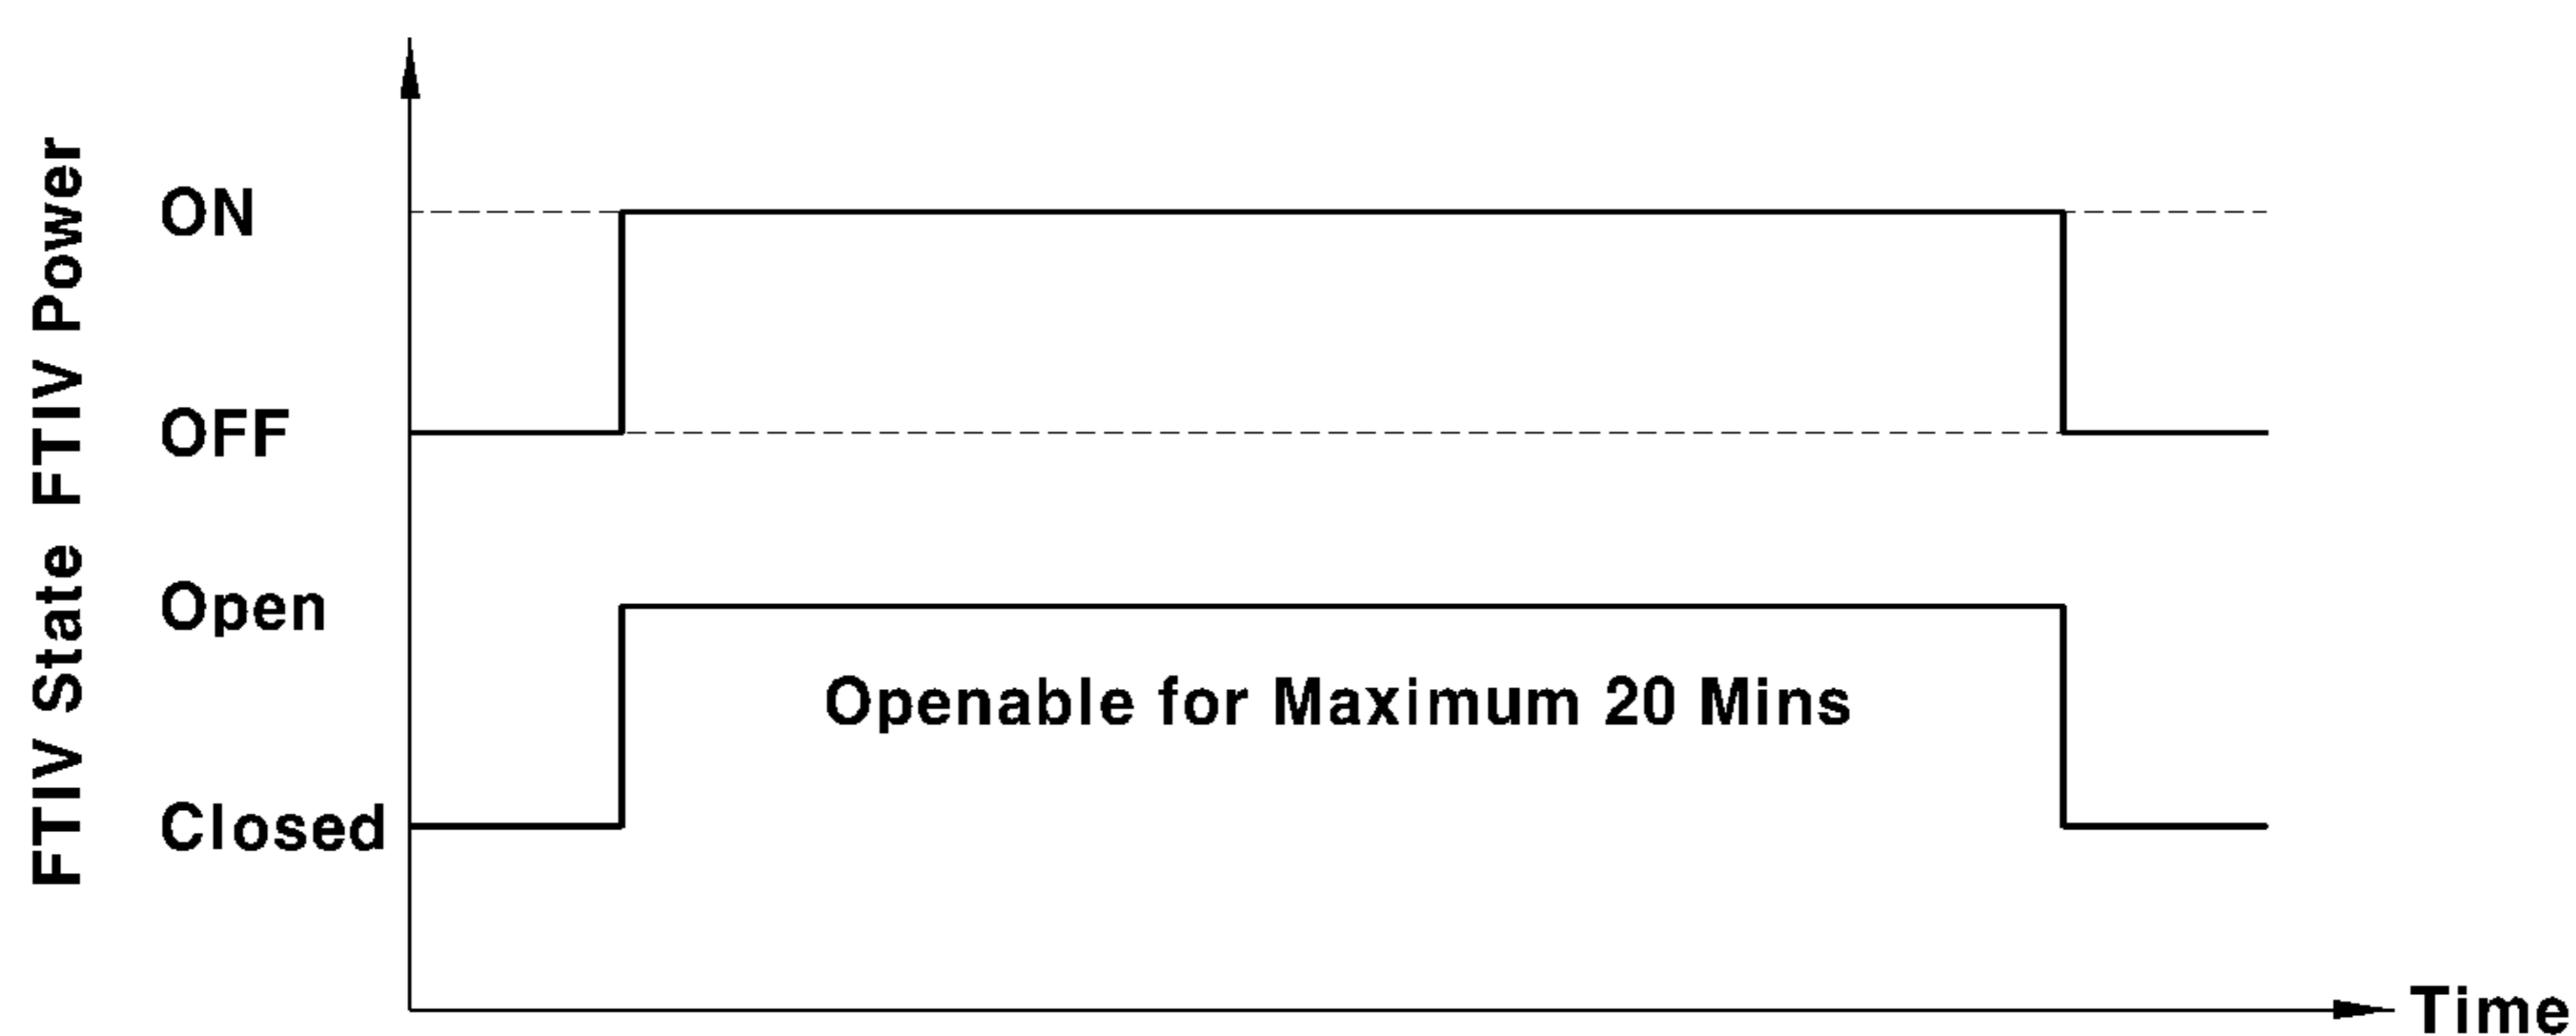 FTIV Power
ON
OFF
FTIV State
Open
Openable for Maximum 20 Mins
Closed
Time